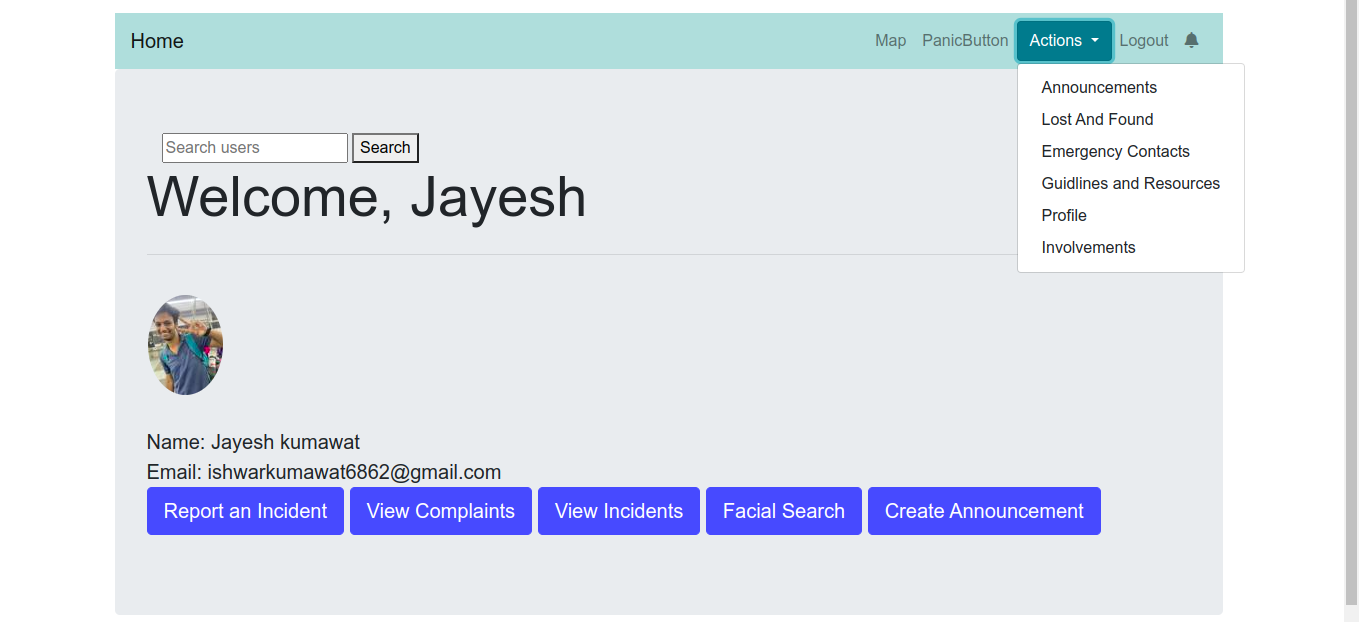 Home Map PanicButton Actions Logout
Announcements
Lost And Found
Emergency Contacts
Guidlines and Resources
Profile
Involvements
Search users Search
Welcome, Jayesh
Name: Jayesh kumawat
Email: ishwarkumawat6862@gmail.com
Report an Incident View Complaints View Incidents Facial Search Create Announcement